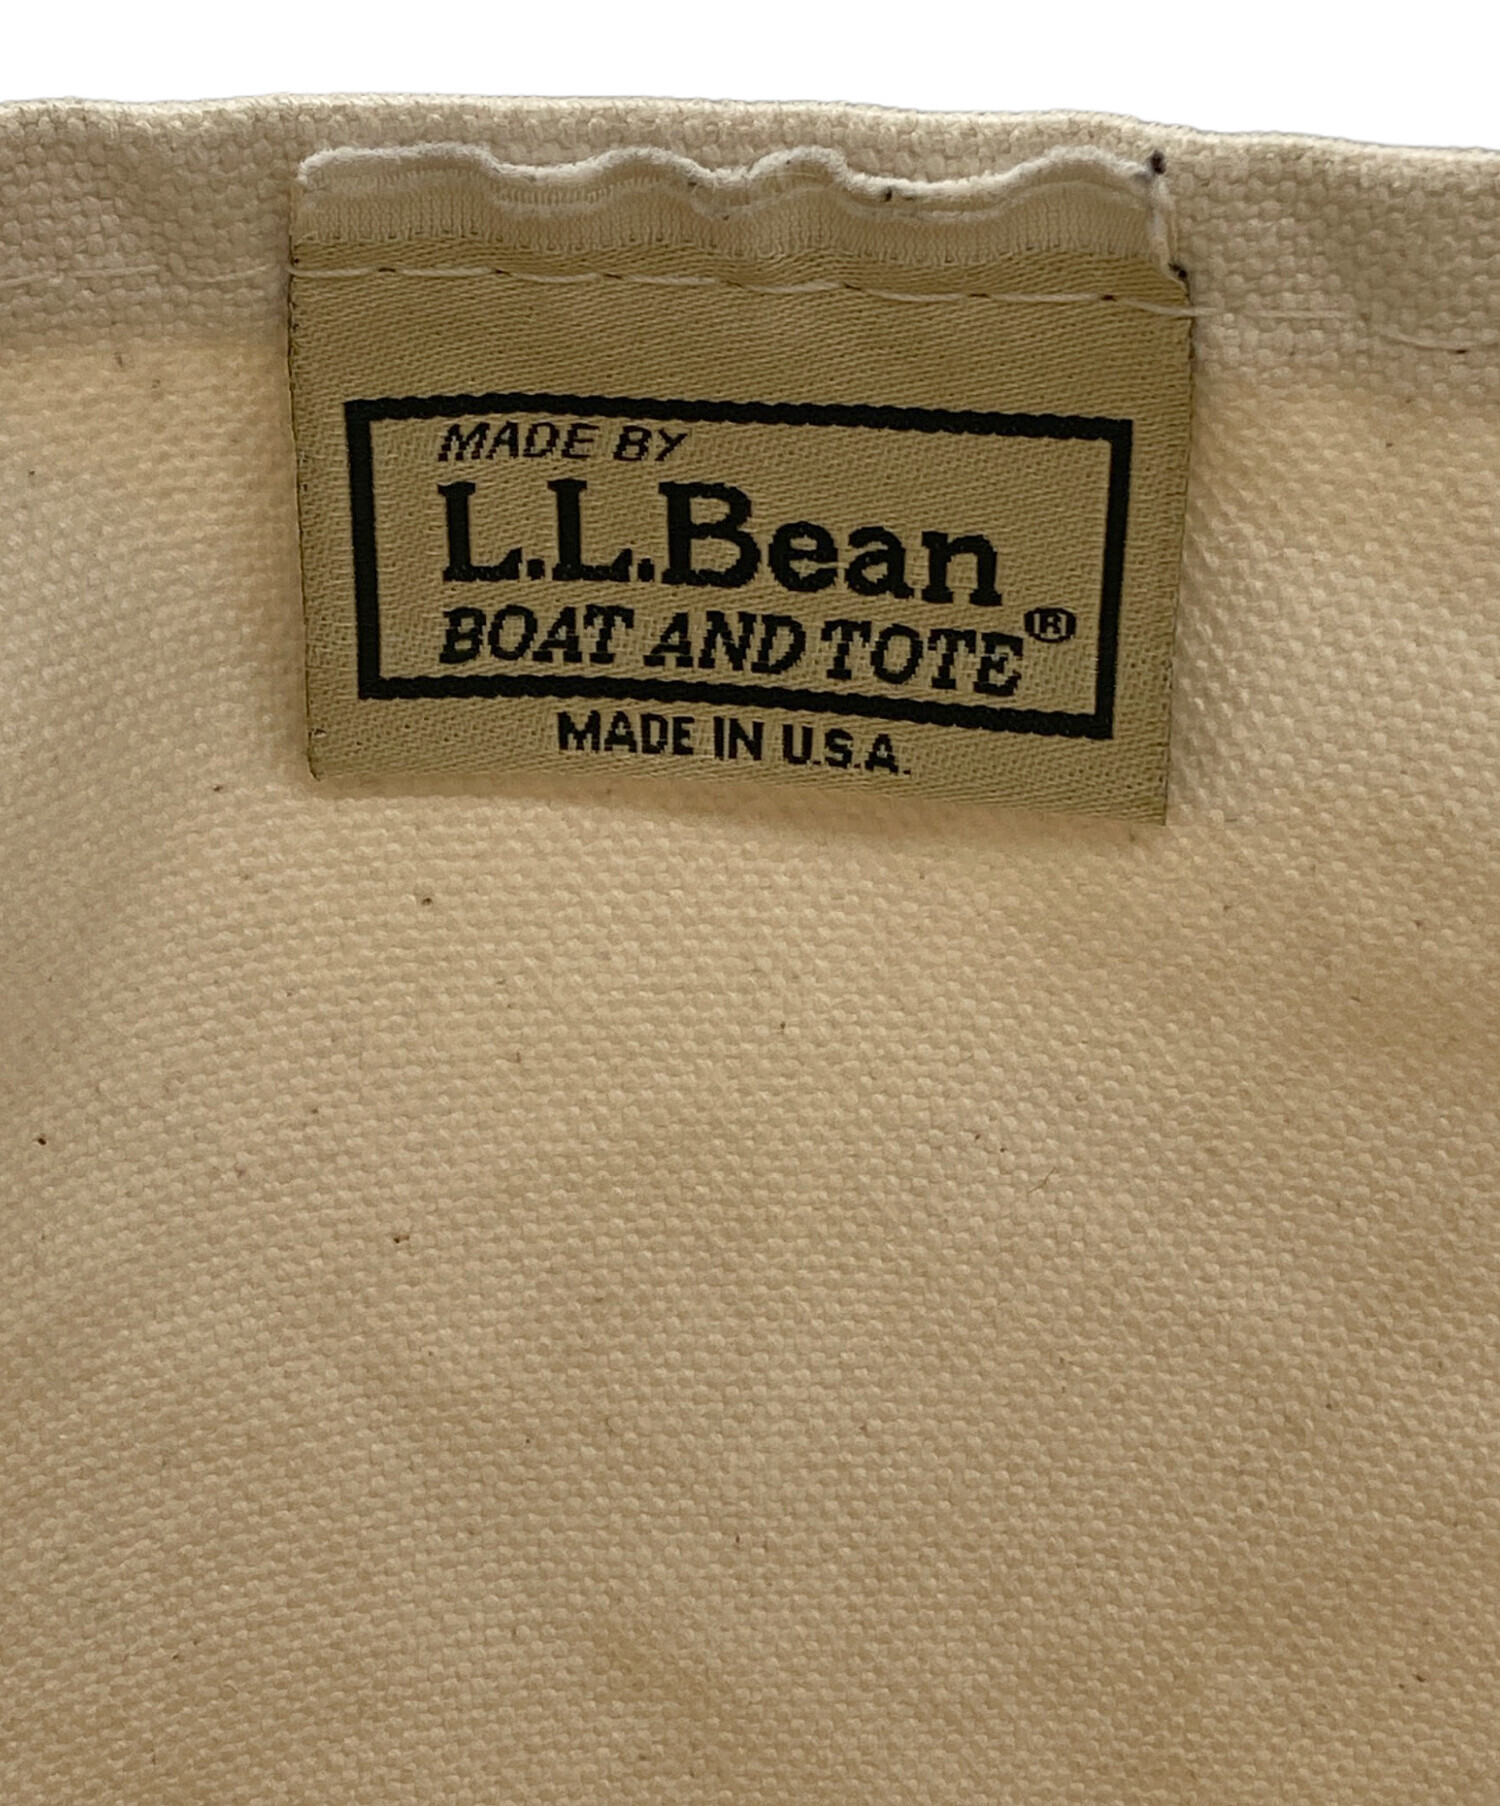 MADE BY
L.L.Bean
BOAT AND TOTE®
MADE IN U.S.A.